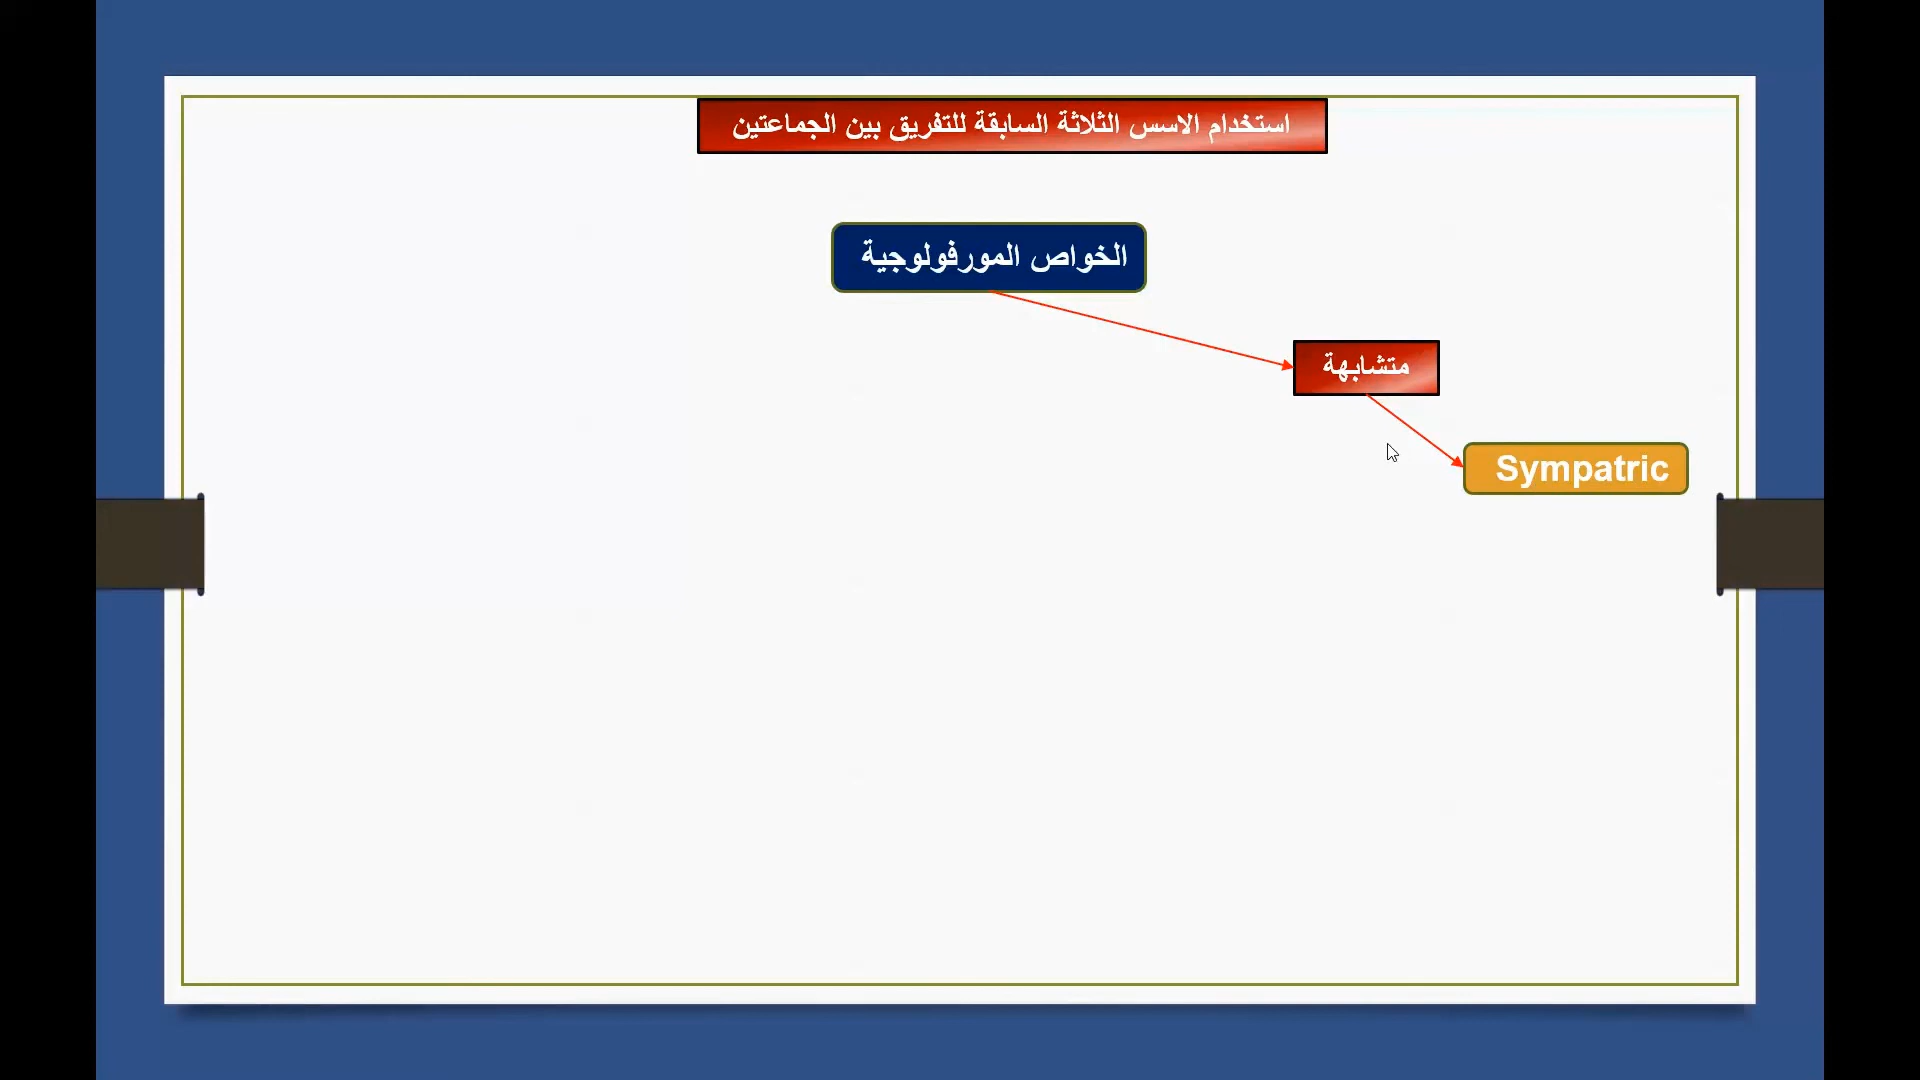 استخدام الاسس الثلاثة السابقة للتفريق بين الجماعتين
الخواص المورفولوجية
متشابهة
Sympatric